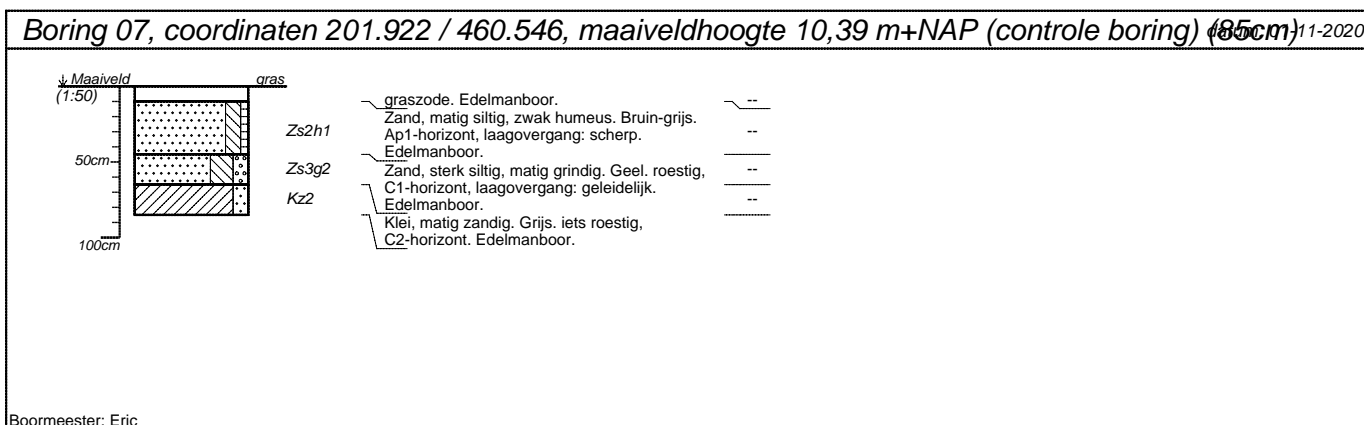 Boring 07, coordinaten 201.922 / 460.546, maaiveldhoogte 10,39 m+NAP (controle boring) (85cm)
-11-2020
Maaiveld
gras
(1:50)
50cm
100cm
Zs2h1
Zs3g2
Kz2
graszode. Edelmanboor.
Zand, matig siltig, zwak humeus. Bruin-grijs.
Ap1-horizont, laagovergang: scherp.
Edelmanboor.
Zand, sterk siltig, matig grindig. Geel. roestig,
C1-horizont, laagovergang: geleidelijk.
Edelmanboor.
Klei, matig zandig. Grijs. iets roestig,
C2-horizont. Edelmanboor.
--
--
--
--
Boormeester: Eric